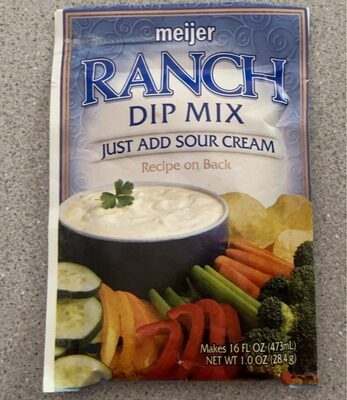 meijer
RANCH
DIP MIX
JUST ADD SOUR CREAM
Recipe on Back
Makes 16 FL OZ (473mL)
NET WT 1.0 OZ (28.4g)